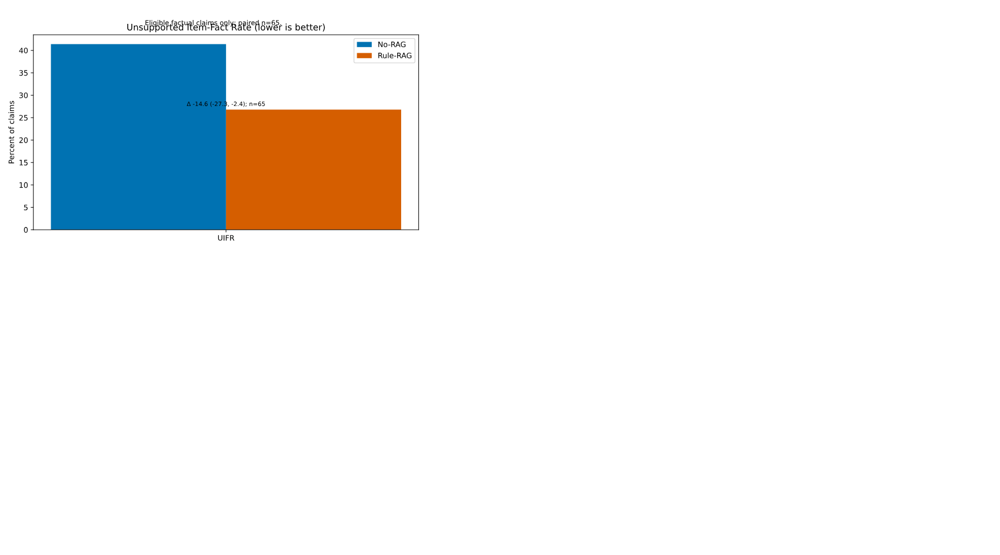 Eligible factual claims only; paired n=65.
Unsupported Item-Fact Rate (lower is better)
No-RAG
Rule-RAG
Percent of claims
40
35
30
25
20
15
10
5
0
Δ -14.6 (-27.3, -2.4); n=65
UIFR